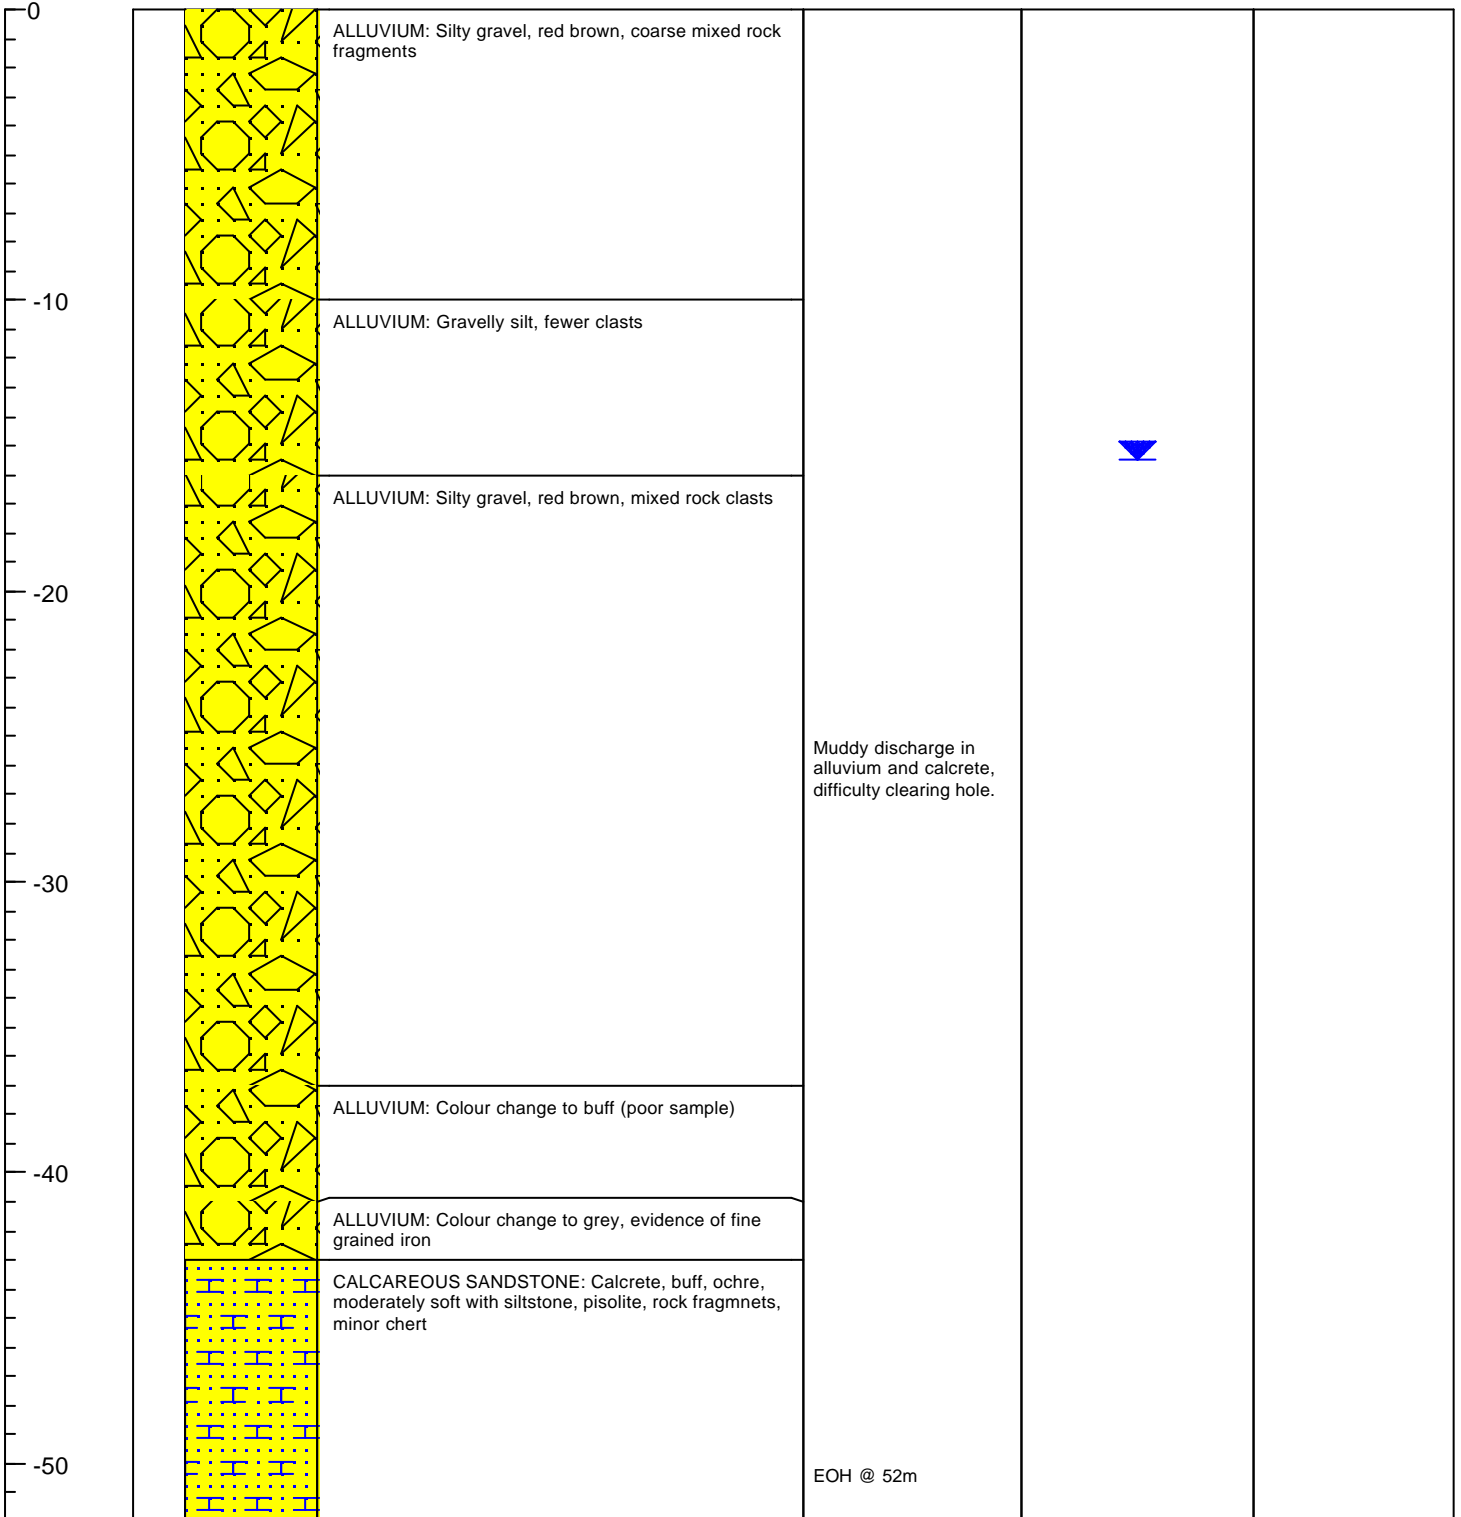 0
ALLUVIUM: Silty gravel, red brown, coarse mixed rock
fragments
-10
ALLUVIUM: Gravelly silt, fewer clasts
ALLUVIUM: Silty gravel, red brown, mixed rock clasts
-20
Muddy discharge in
alluvium and calcrete,
difficulty clearing hole.
-30
ALLUVIUM: Colour change to buff (poor sample)
-40
ALLUVIUM: Colour change to grey, evidence of fine
grained iron
CALCAREOUS SANDSTONE: Calcrete, buff, ochre,
moderately soft with siltstone, pisolite, rock fragmnets,
minor chert
-50
EOH @ 52m